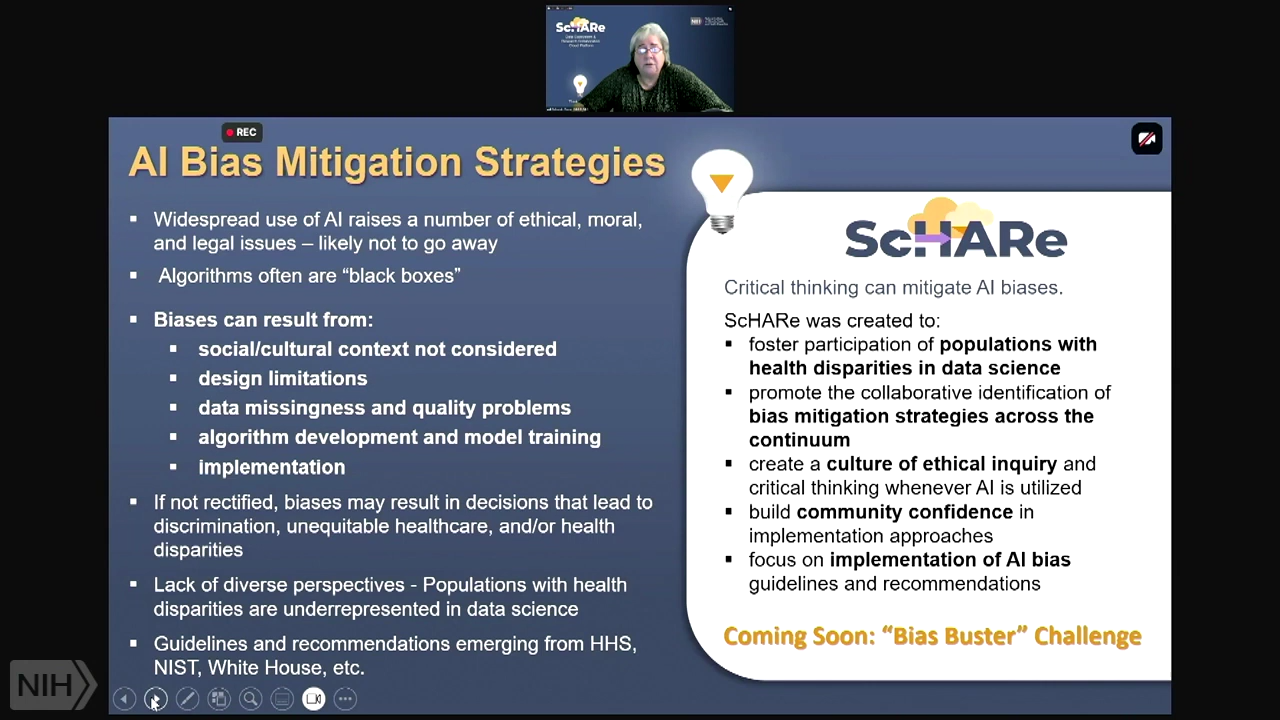 ScHARe
NIH
REC
AI Bias Mitigation Strategies
▪ Widespread use of AI raises a number of ethical, moral,
and legal issues – likely not to go away
▪ Algorithms often are “black boxes”
▪ Biases can result from:
▪ social/cultural context not considered
▪ design limitations
▪ data missingness and quality problems
▪ algorithm development and model training
▪ implementation
▪ If not rectified, biases may result in decisions that lead to
discrimination, unequitable healthcare, and/or health
disparities
▪ Lack of diverse perspectives - Populations with health
disparities are underrepresented in data science
▪ Guidelines and recommendations emerging from HHS,
NIST, White House, etc.
ScHARe
Critical thinking can mitigate AI biases.
ScHARe was created to:
▪ foster participation of populations with
health disparities in data science
▪ promote the collaborative identification of
bias mitigation strategies across the
continuum
▪ create a culture of ethical inquiry and
critical thinking whenever AI is utilized
▪ build community confidence in
implementation approaches
▪ focus on implementation of AI bias
guidelines and recommendations
Coming Soon: “Bias Buster” Challenge
NIH